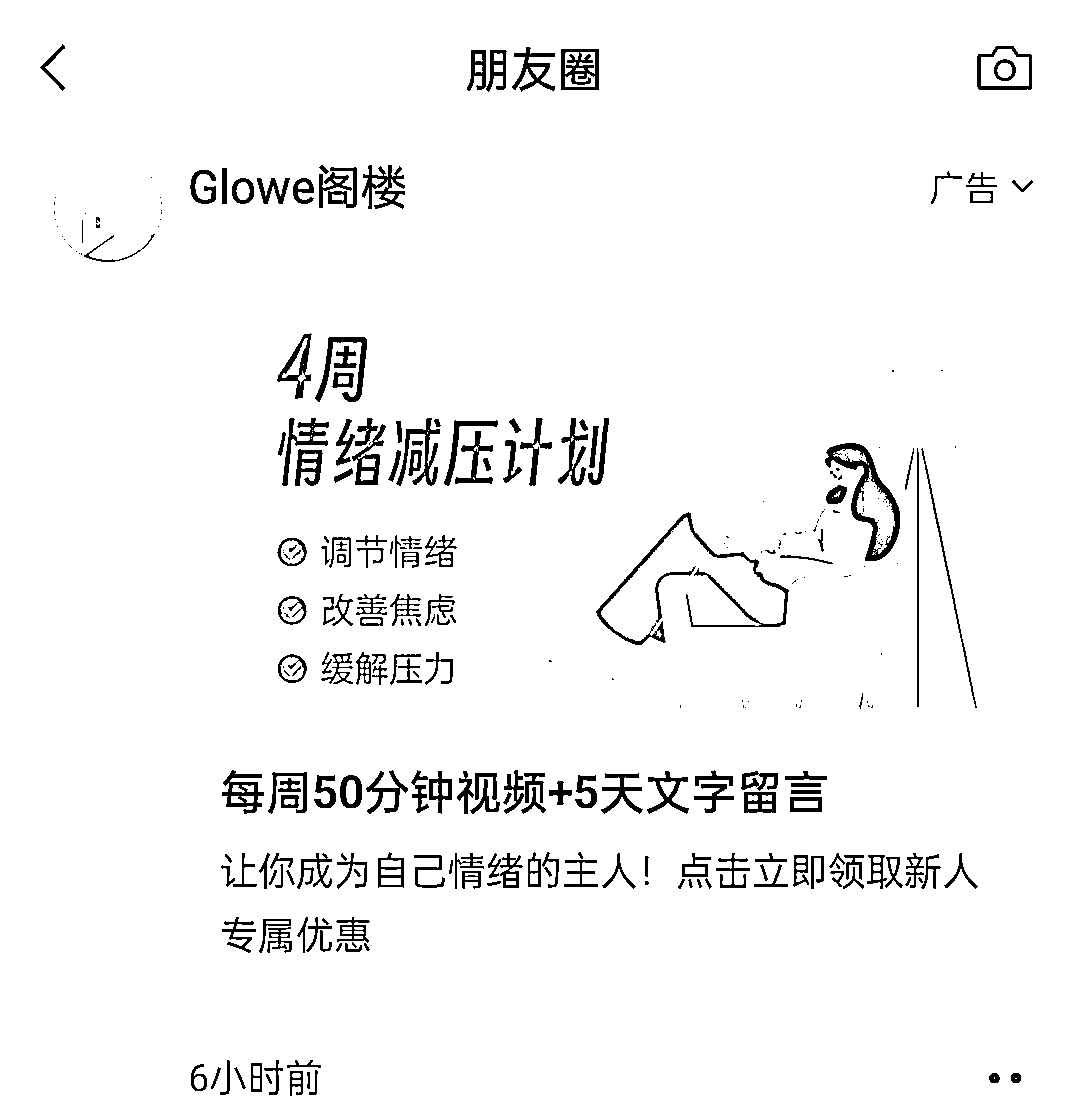 朋友圈
Glowe阁楼
广告
4周
情绪减压计划
调节情绪
改善焦虑
缓解压力
每周50分钟视频+5天文字留言
让你成为自己情绪的主人！点击立即领取新人
专属优惠
6小时前